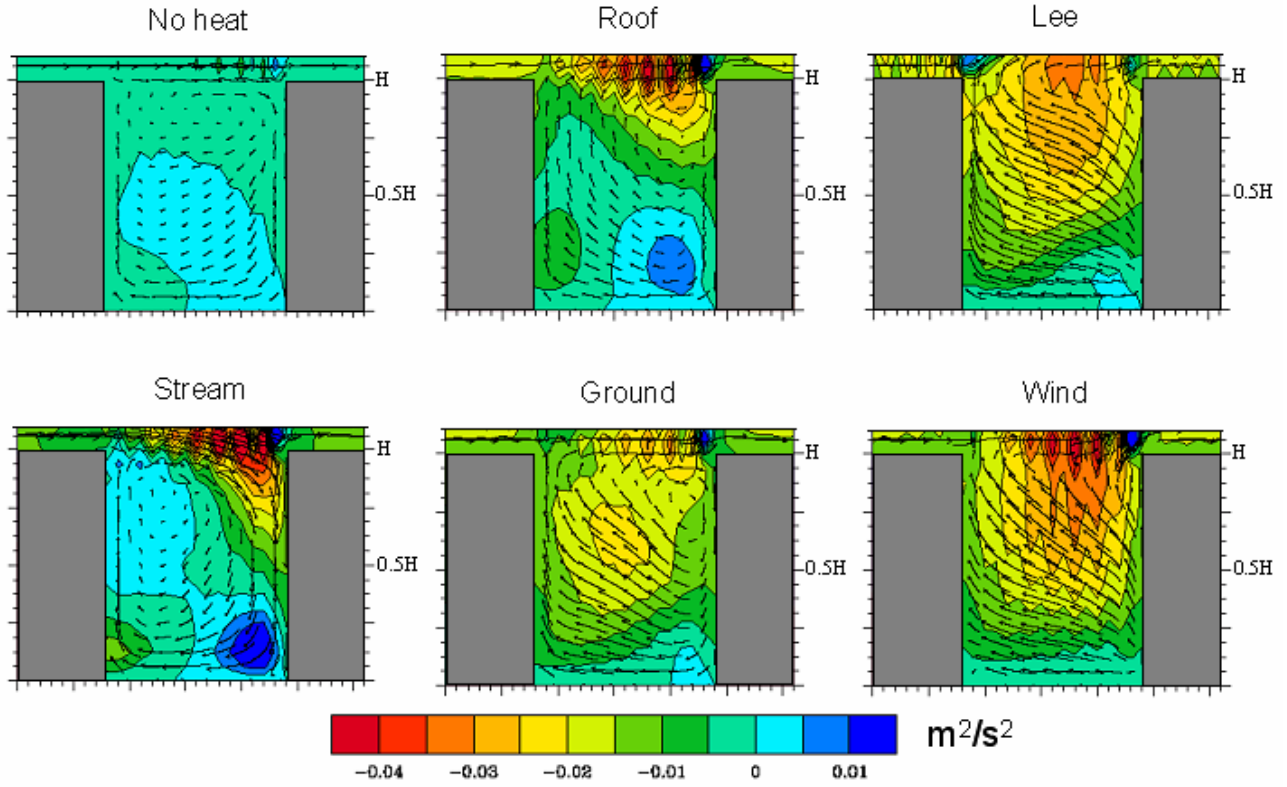 No heat Roof Lee
H H H
0.5H 0.5H
Stream Ground Wind
H H H
0.5H 0.5H 0.5H
m²/s²
−0.04 −0.03 −0.02 −0.01 0 0.01